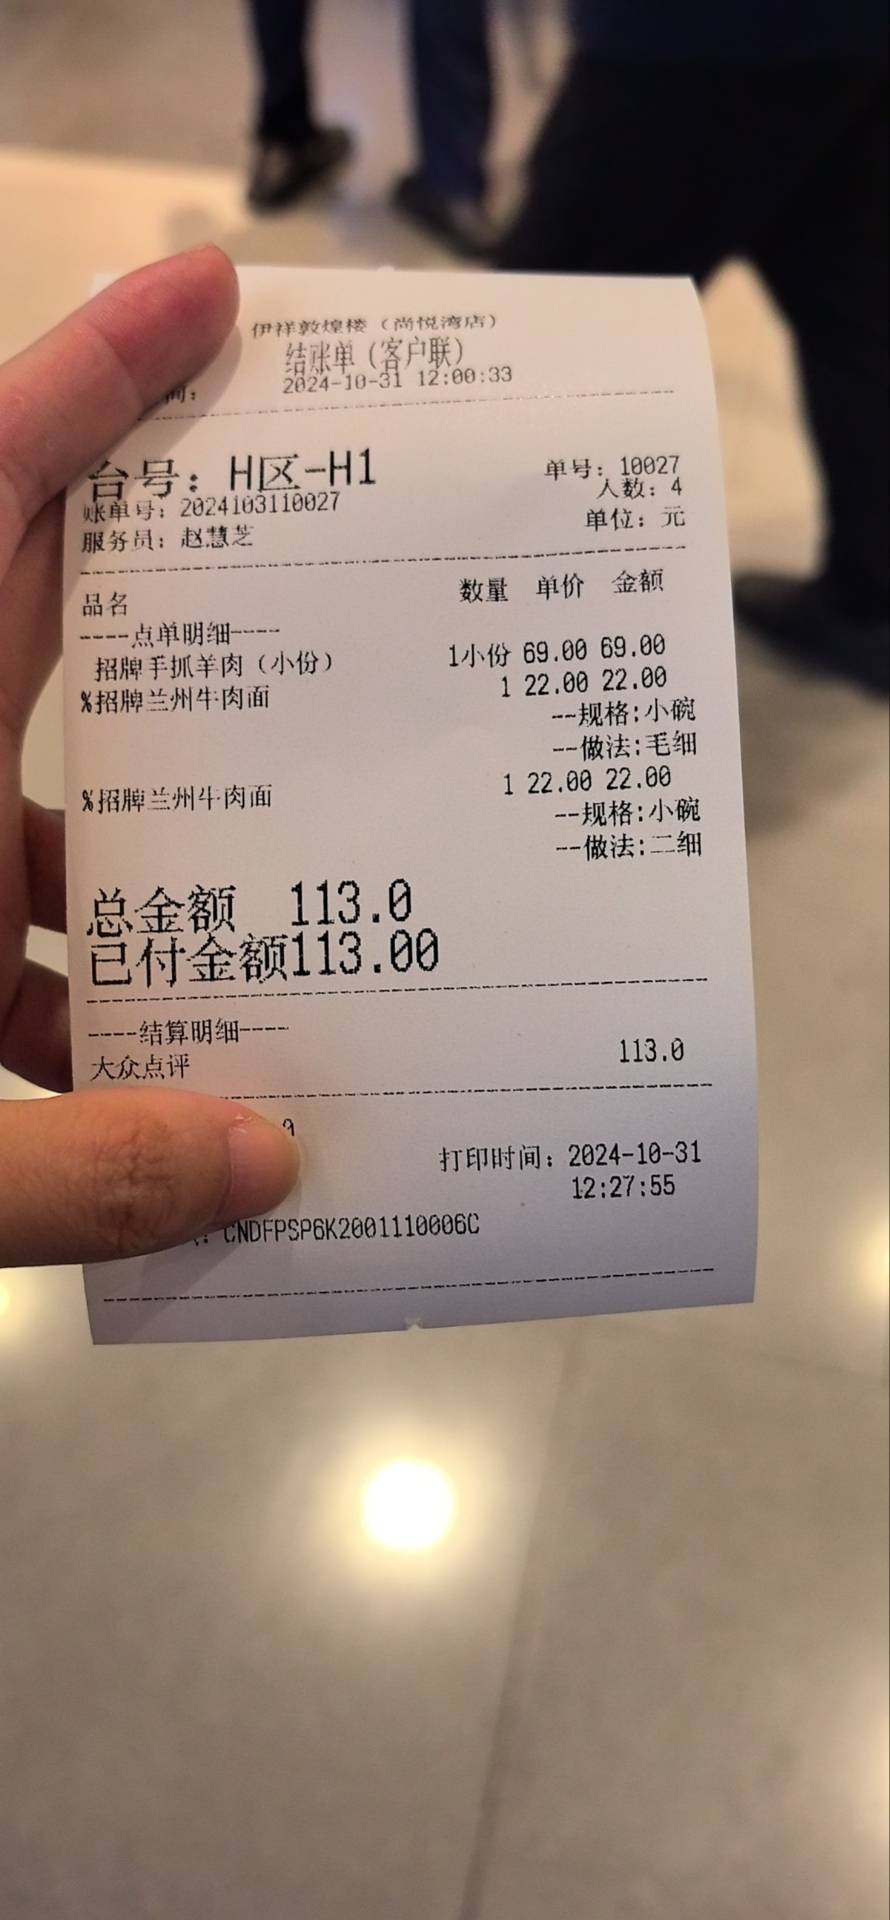 伊祥敦煌楼（尚悦湾店）
结账单（客户联）
间： 2024-10-31 12:00:33
台号：H区-H1 单号：10027
账单号：2024103110027 人数：4
服务员：赵慧芝 单位：元
品名 数量 单价 金额
----点单明细----
招牌手抓羊肉（小份） 1小份 69.00 69.00
%招牌兰州牛肉面 1 22.00 22.00
--规格:小碗
--做法:毛细
%招牌兰州牛肉面 1 22.00 22.00
--规格:小碗
--做法:二细
总金额 113.0
已付金额113.00
----结算明细----
大众点评 113.0
打印时间：2024-10-31
12:27:55
CNDFPSP6K2001110006C